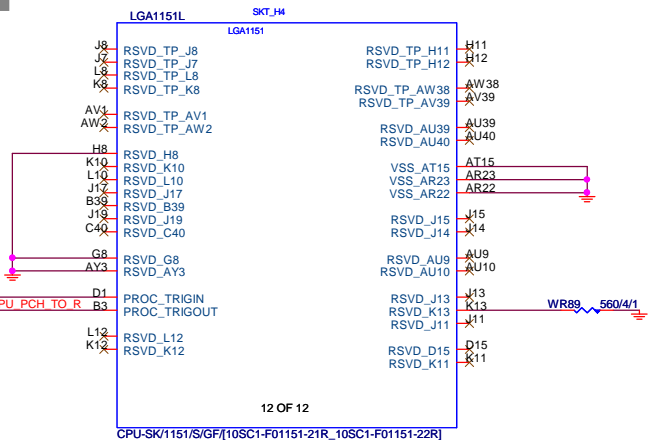 LGA1151L
SKT_H4
LGA1151
J8 RSVD_TP_J8
J7 RSVD_TP_J7
L8 RSVD_TP_L8
K8 RSVD_TP_K8
AV1 RSVD_TP_AV1
AW2 RSVD_TP_AW2
H8 RSVD_H8
K10 RSVD_K10
L10 RSVD_L10
J17 RSVD_J17
B39 RSVD_B39
J19 RSVD_J19
C40 RSVD_C40
G8 RSVD_G8
AY3 RSVD_AY3
D1 PROC_TRIGIN
PU_PCH_TO_R B3 PROC_TRIGOUT
L12 RSVD_L12
K12 RSVD_K12
RSVD_TP_H11 H11
RSVD_TP_H12 H12
RSVD_TP_AW38 AW38
RSVD_TP_AV39 AV39
RSVD_AU39 AU39
RSVD_AU40 AU40
VSS_AT15 AT15
VSS_AR23 AR23
VSS_AR22 AR22
RSVD_J15 J15
RSVD_J14 J14
RSVD_AU9 AU9
RSVD_AU10 AU10
RSVD_J13 J13
RSVD_K13 K13 WR89 560/4/1
RSVD_J11 J11
RSVD_D15 D15
RSVD_K11 K11
12 OF 12
CPU-SK/1151/S/GF/[10SC1-F01151-21R_10SC1-F01151-22R]